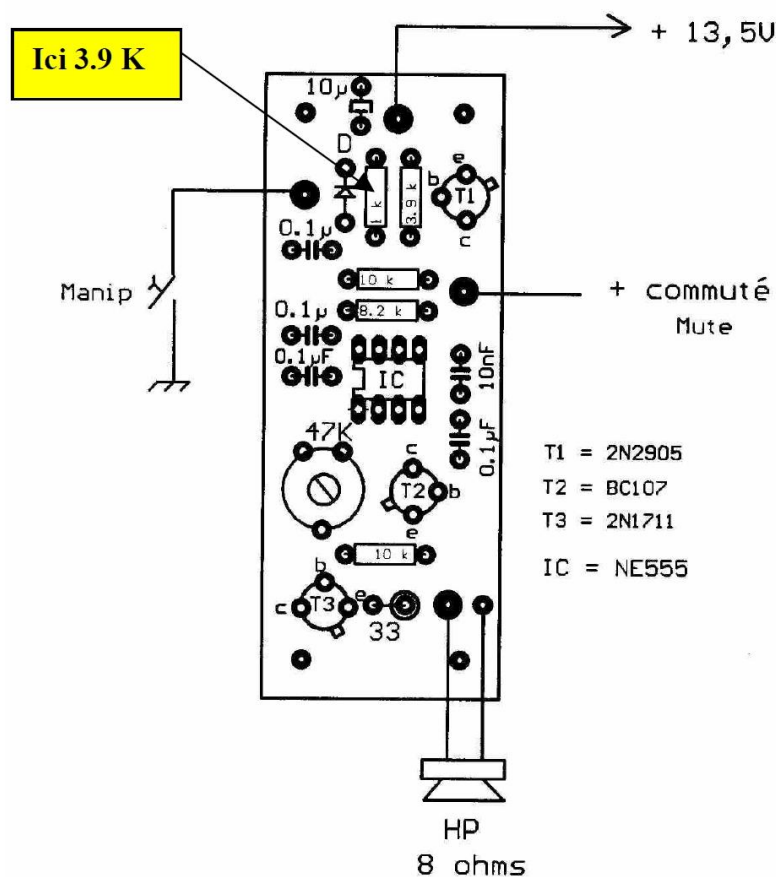 Ici 3.9 K
+ 13,5V
10µ
D
e
b
T1
c
1 k
3.9 k
0.1µ
Manip
10 k
+ commuté
Mute
8.2 k
0.1µ
0.1µF
IC
10nF
0.1µF
47K
c
T2
b
e
T1 = 2N2905
T2 = BC107
T3 = 2N1711
IC = NE555
10 k
b
c
T3
e
33
HP
8 ohms